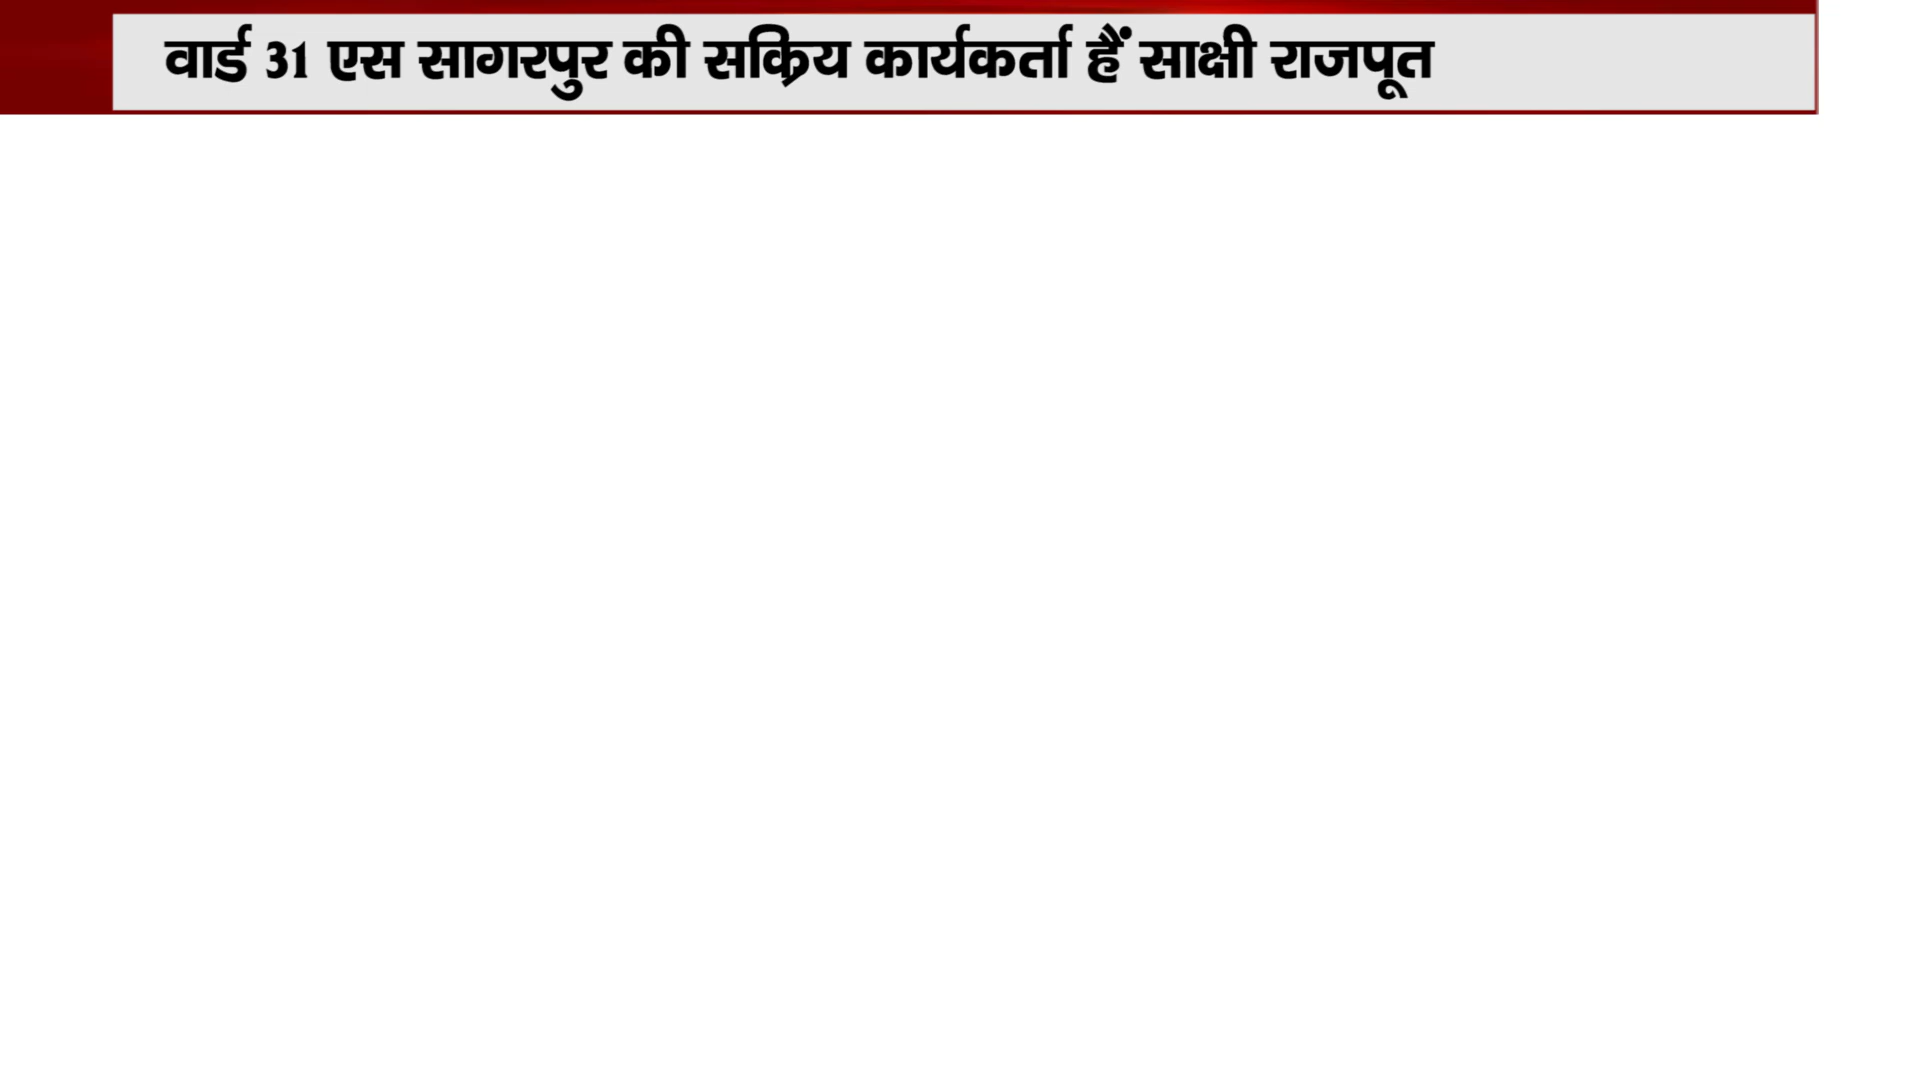 वार्ड 31 एस सागरपुर की सक्रिय कार्यकर्ता हैं साक्षी राजपूत